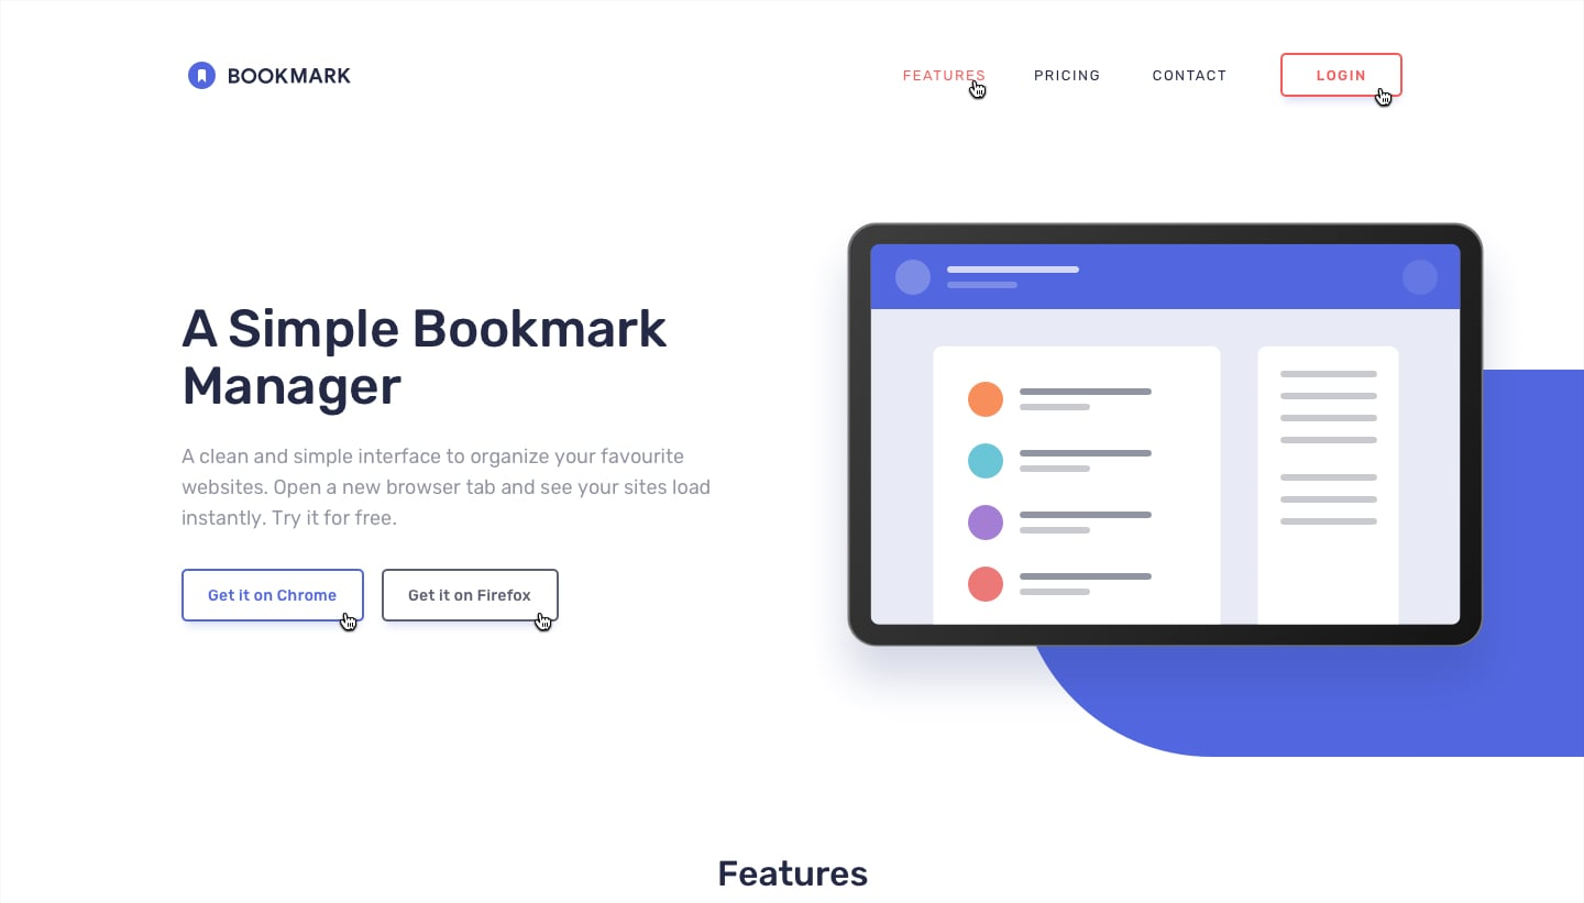 BOOKMARK
FEATURES
PRICING
CONTACT
LOGIN
A Simple Bookmark
Manager
A clean and simple interface to organize your favourite
websites. Open a new browser tab and see your sites load
instantly. Try it for free.
Get it on Chrome
Get it on Firefox
Features